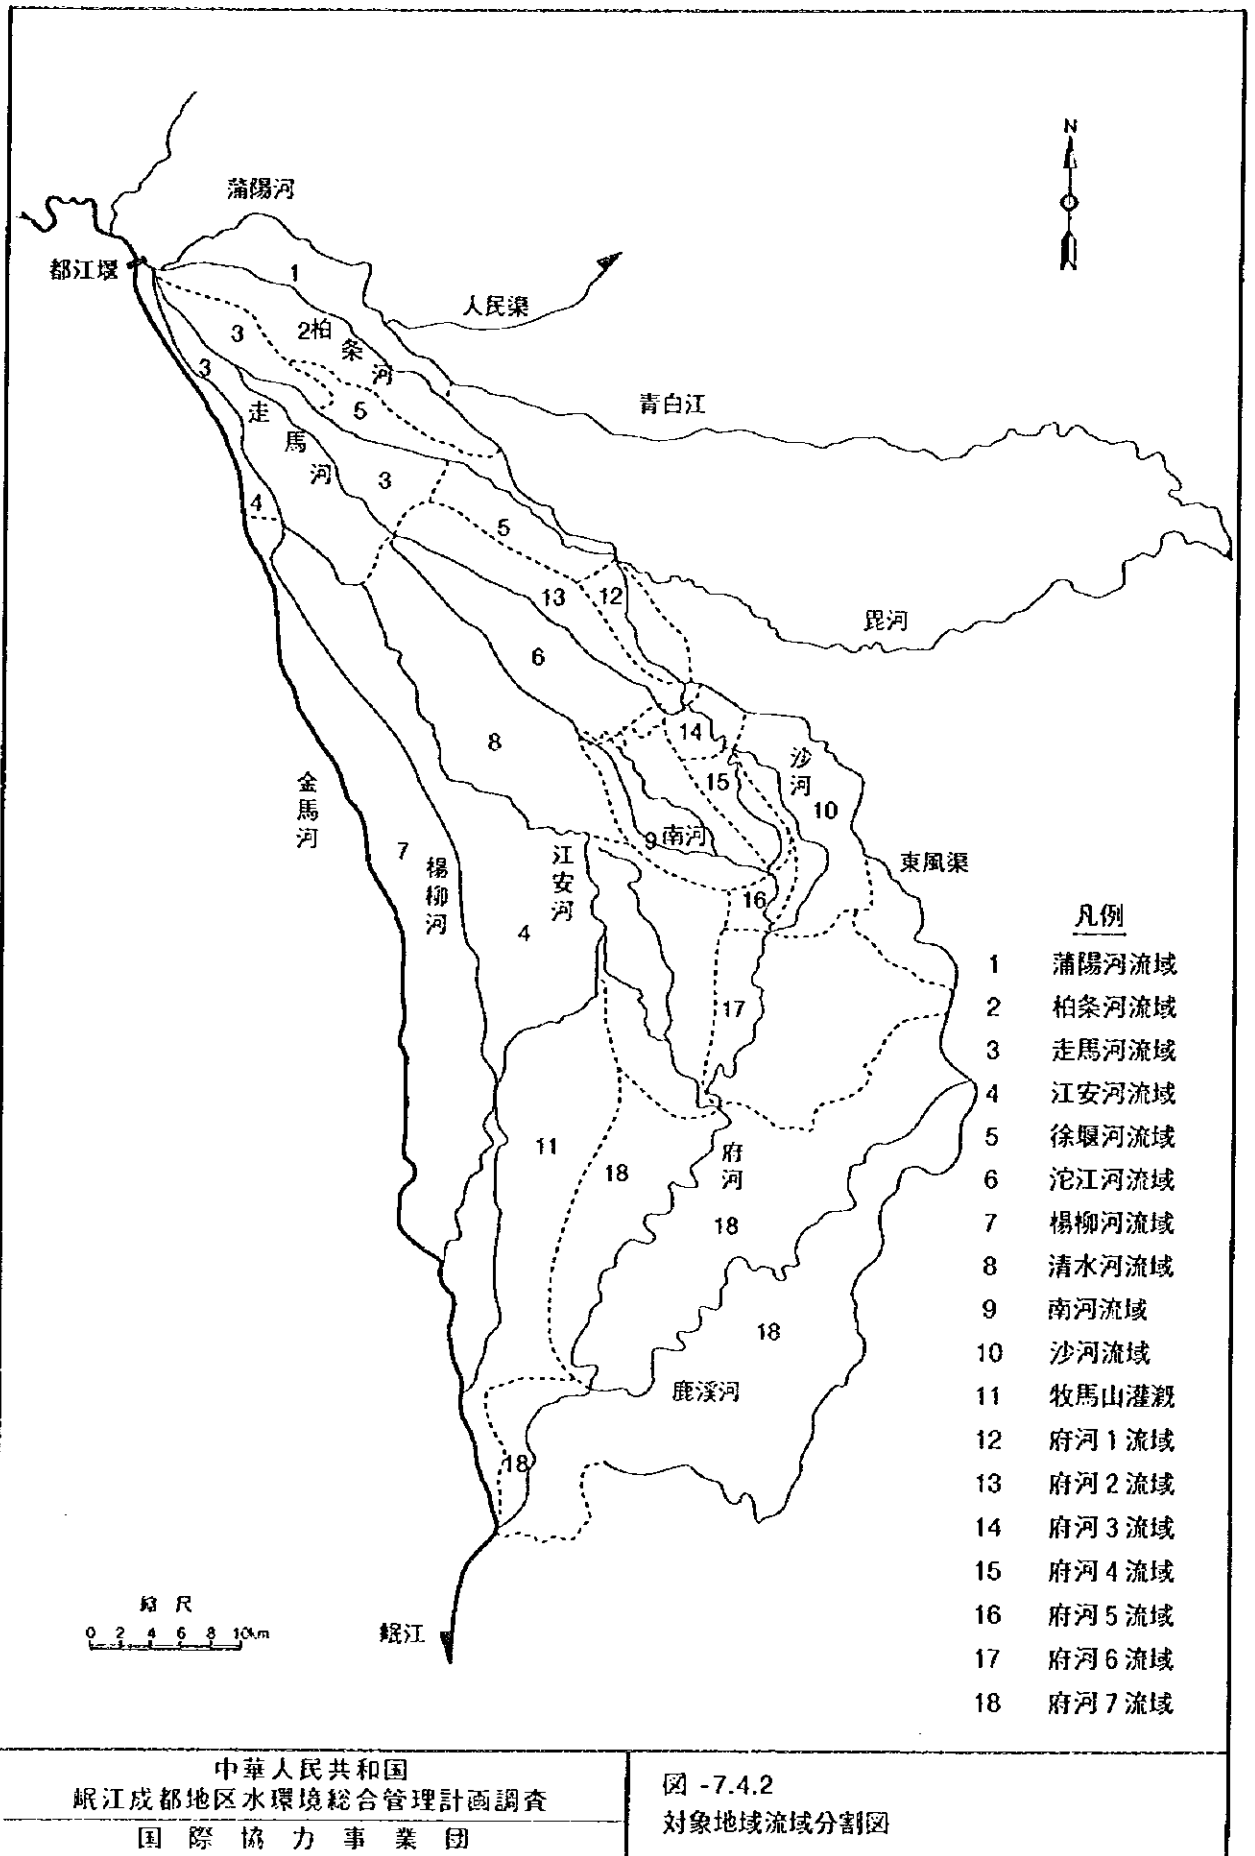 N
蒲陽河
都江堰
1
人民渠
3
2 柏条河
3
青白江
走馬河
5
3
4
5
13
12
毘河
6
14
8
沙河
15
金馬河
10
9
南河
7
楊柳河
江安河
東風渠
16
4
17
11
18
府河
18
18
鹿渓河
18
岷江
縮 尺
0 2 4 6 8 10km
凡例
1 蒲陽河流域
2 柏条河流域
3 走馬河流域
4 江安河流域
5 徐堰河流域
6 沱江河流域
7 楊柳河流域
8 清水河流域
9 南河流域
10 沙河流域
11 牧馬山灌漑
12 府河1流域
13 府河2流域
14 府河3流域
15 府河4流域
16 府河5流域
17 府河6流域
18 府河7流域
中華人民共和国
岷江成都地区水環境総合管理計画調査
国際協力事業団
図 -7.4.2
対象地域流域分割図